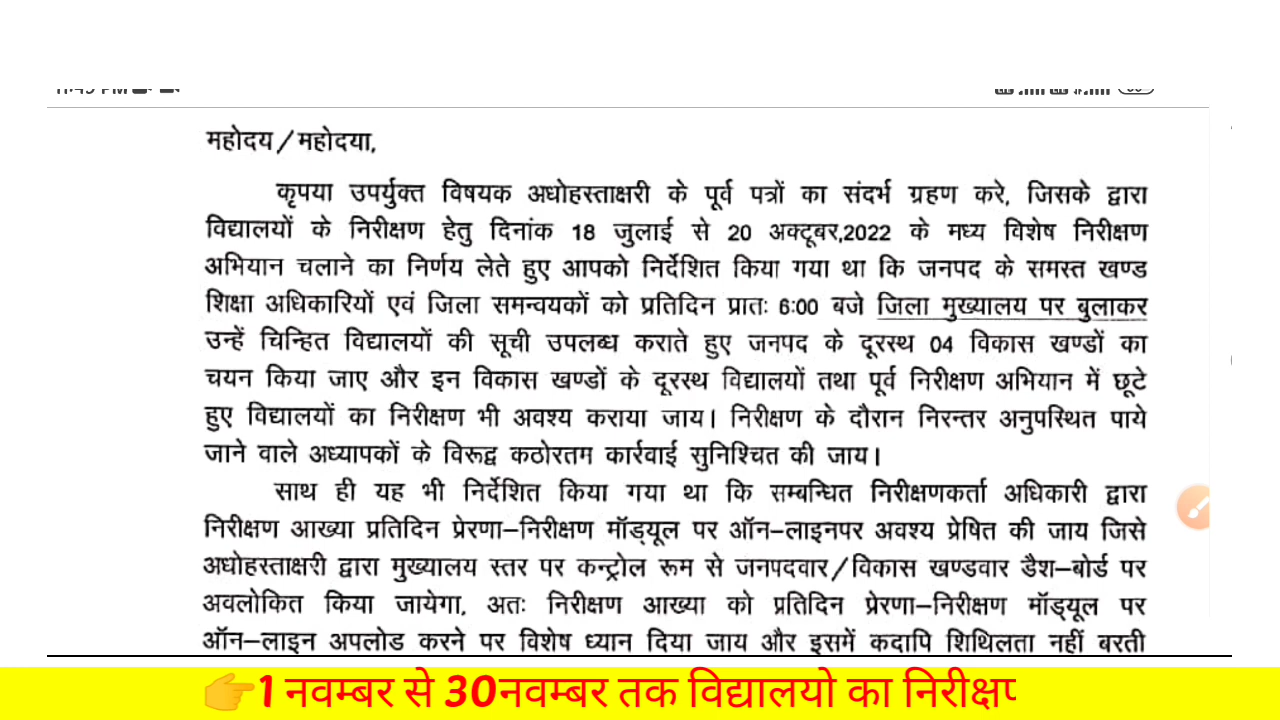 महोदय/महोदया,
कृपया उपर्युक्त विषयक अधोहस्ताक्षरी के पूर्व पत्रों का संदर्भ ग्रहण करे, जिसके द्वारा
विद्यालयों के निरीक्षण हेतु दिनांक 18 जुलाई से 20 अक्टूबर,2022 के मध्य विशेष निरीक्षण
अभियान चलाने का निर्णय लेते हुए आपको निर्देशित किया गया था कि जनपद के समस्त खण्ड
शिक्षा अधिकारियों एवं जिला समन्वयकों को प्रतिदिन प्रातः 6:00 बजे जिला मुख्यालय पर बुलाकर
उन्हें चिन्हित विद्यालयों की सूची उपलब्ध कराते हुए जनपद के दूरस्थ 04 विकास खण्डों का
चयन किया जाए और इन विकास खण्डों के दूरस्थ विद्यालयों तथा पूर्व निरीक्षण अभियान में छूटे
हुए विद्यालयों का निरीक्षण भी अवश्य कराया जाय। निरीक्षण के दौरान निरन्तर अनुपस्थित पाये
जाने वाले अध्यापकों के विरूद्व कठोरतम कार्रवाई सुनिश्चित की जाय।
साथ ही यह भी निर्देशित किया गया था कि सम्बन्धित निरीक्षणकर्ता अधिकारी द्वारा
निरीक्षण आख्या प्रतिदिन प्रेरणा–निरीक्षण मॉड्यूल पर ऑन–लाइनपर अवश्य प्रेषित की जाय जिसे
अधोहस्ताक्षरी द्वारा मुख्यालय स्तर पर कन्ट्रोल रूम से जनपदवार/विकास खण्डवार डैश–बोर्ड पर
अवलोकित किया जायेगा, अतः निरीक्षण आख्या को प्रतिदिन प्रेरणा–निरीक्षण मॉड्यूल पर
ऑन–लाइन अपलोड करने पर विशेष ध्यान दिया जाय और इसमें कदापि शिथिलता नहीं बरती
👉1 नवम्बर से 30नवम्बर तक विद्यालयो का